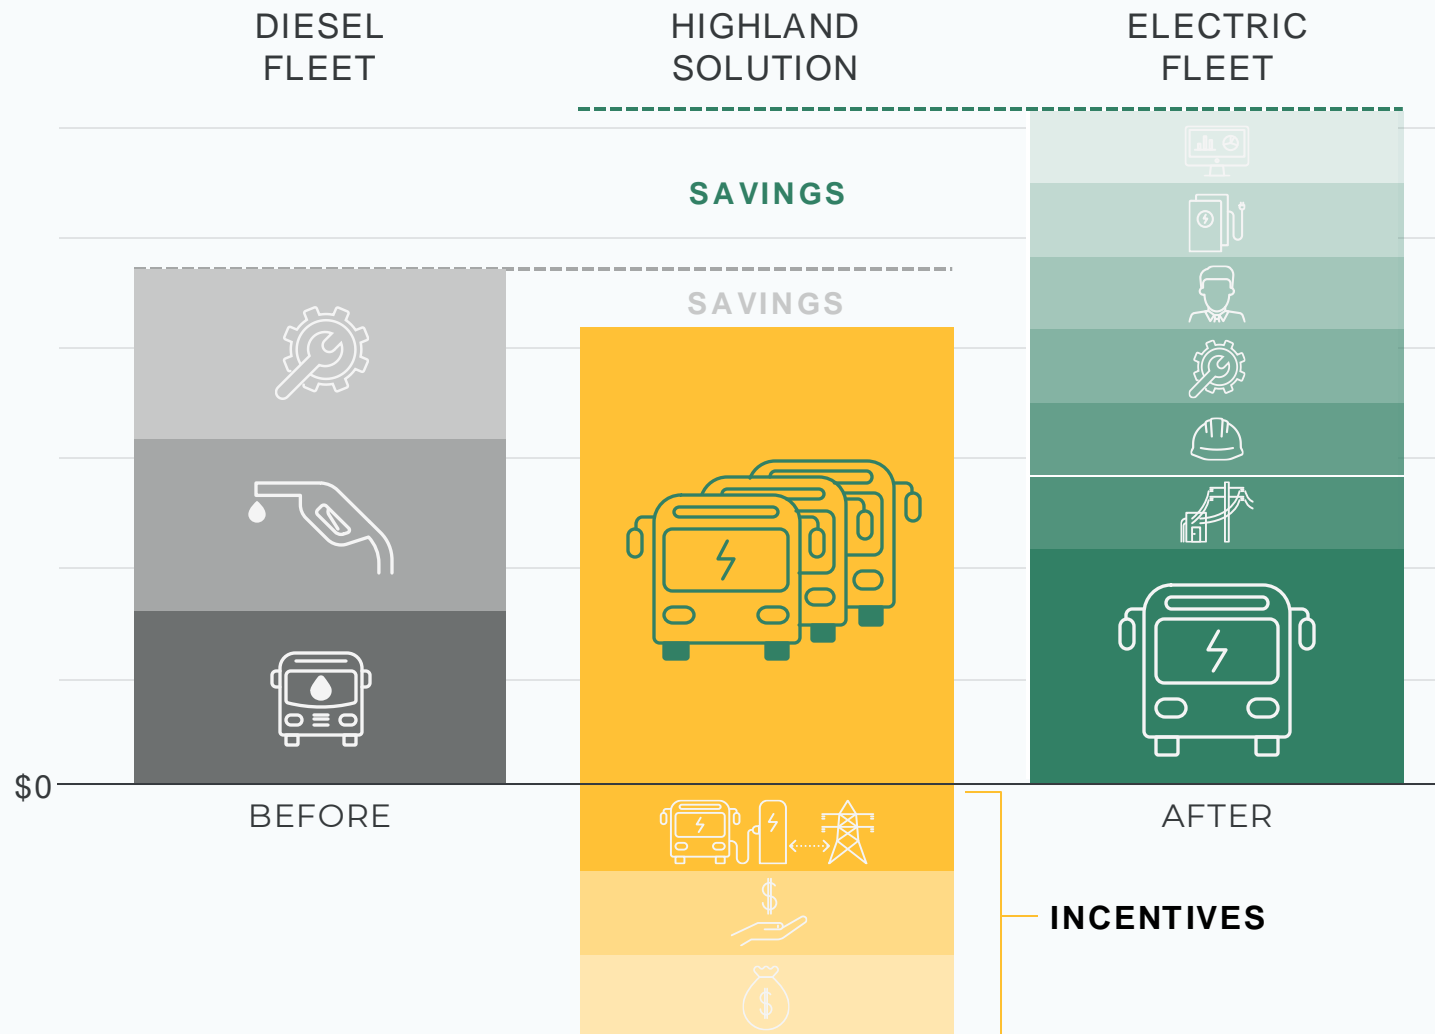 DIESEL
FLEET
HIGHLAND
SOLUTION
ELECTRIC
FLEET
SAVINGS
SAVINGS
$0
BEFORE
AFTER
INCENTIVES